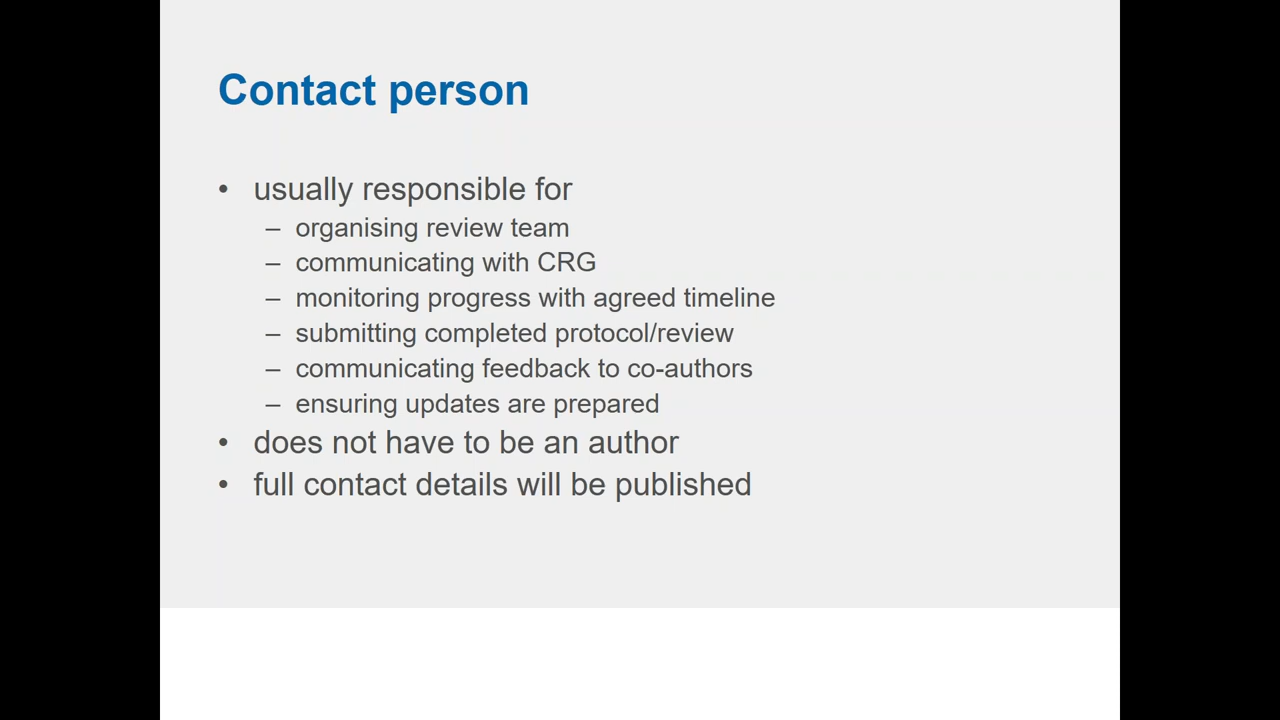 Contact person
• usually responsible for
– organising review team
– communicating with CRG
– monitoring progress with agreed timeline
– submitting completed protocol/review
– communicating feedback to co-authors
– ensuring updates are prepared
• does not have to be an author
• full contact details will be published